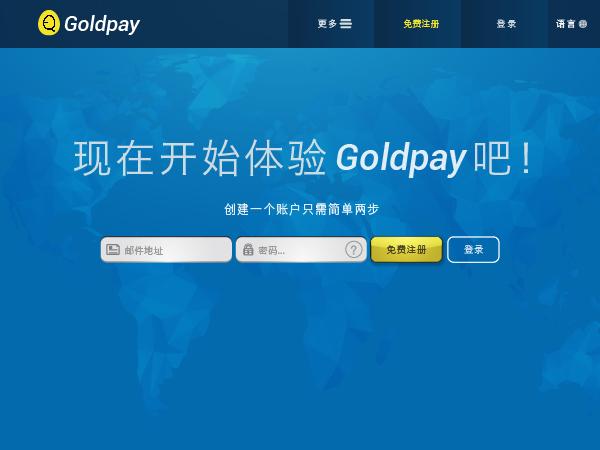 Goldpay
更多
免费注册
登录
语言
现在开始体验 Goldpay 吧！
创建一个账户只需简单两步
邮件地址
密码...
?
免费注册
登录